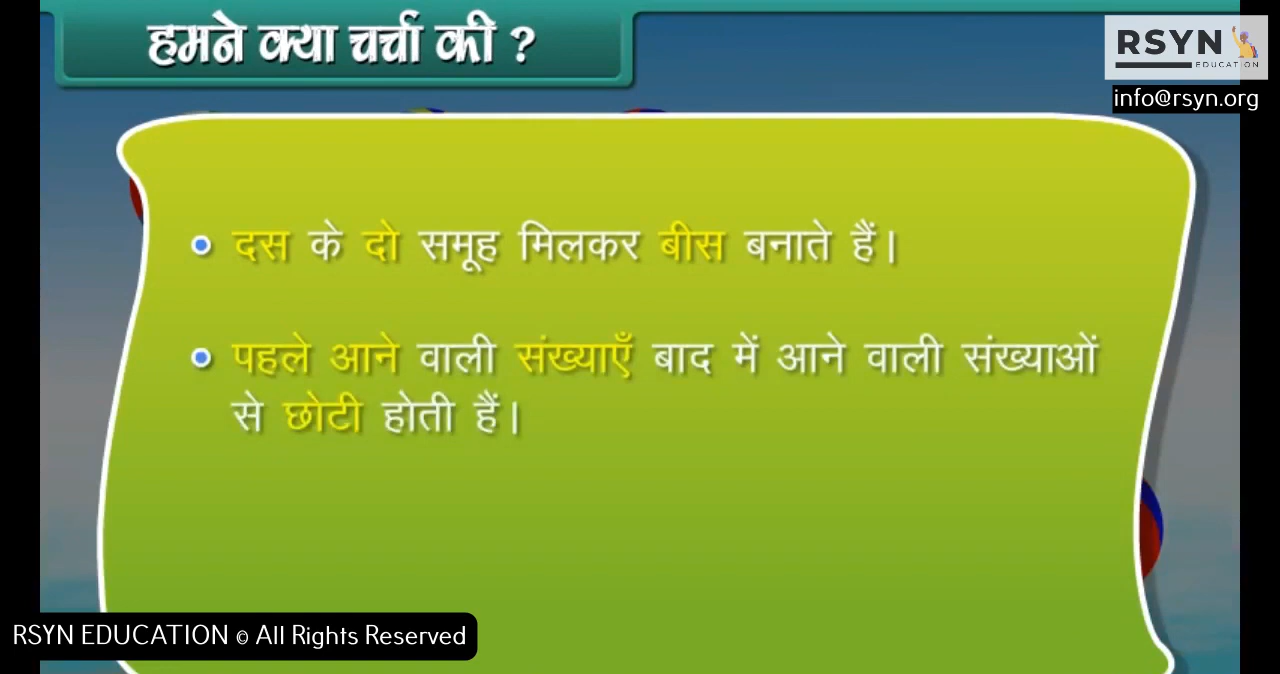 हमने क्या चर्चा की ?
RSYN
EDUCATION
info@rsyn.org
दस के दो समूह मिलकर बीस बनाते हैं।
पहले आने वाली संख्याएँ बाद में आने वाली संख्याओं
से छोटी होती हैं।
RSYN EDUCATION © All Rights Reserved